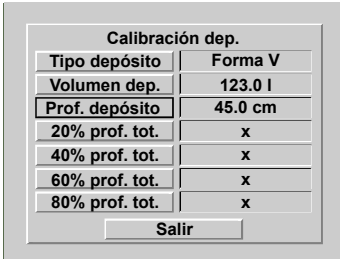 Calibración dep.
Tipo depósito Forma V
Volumen dep. 123.0 l
Prof. depósito 45.0 cm
20% prof. tot. x
40% prof. tot. x
60% prof. tot. x
80% prof. tot. x
Salir